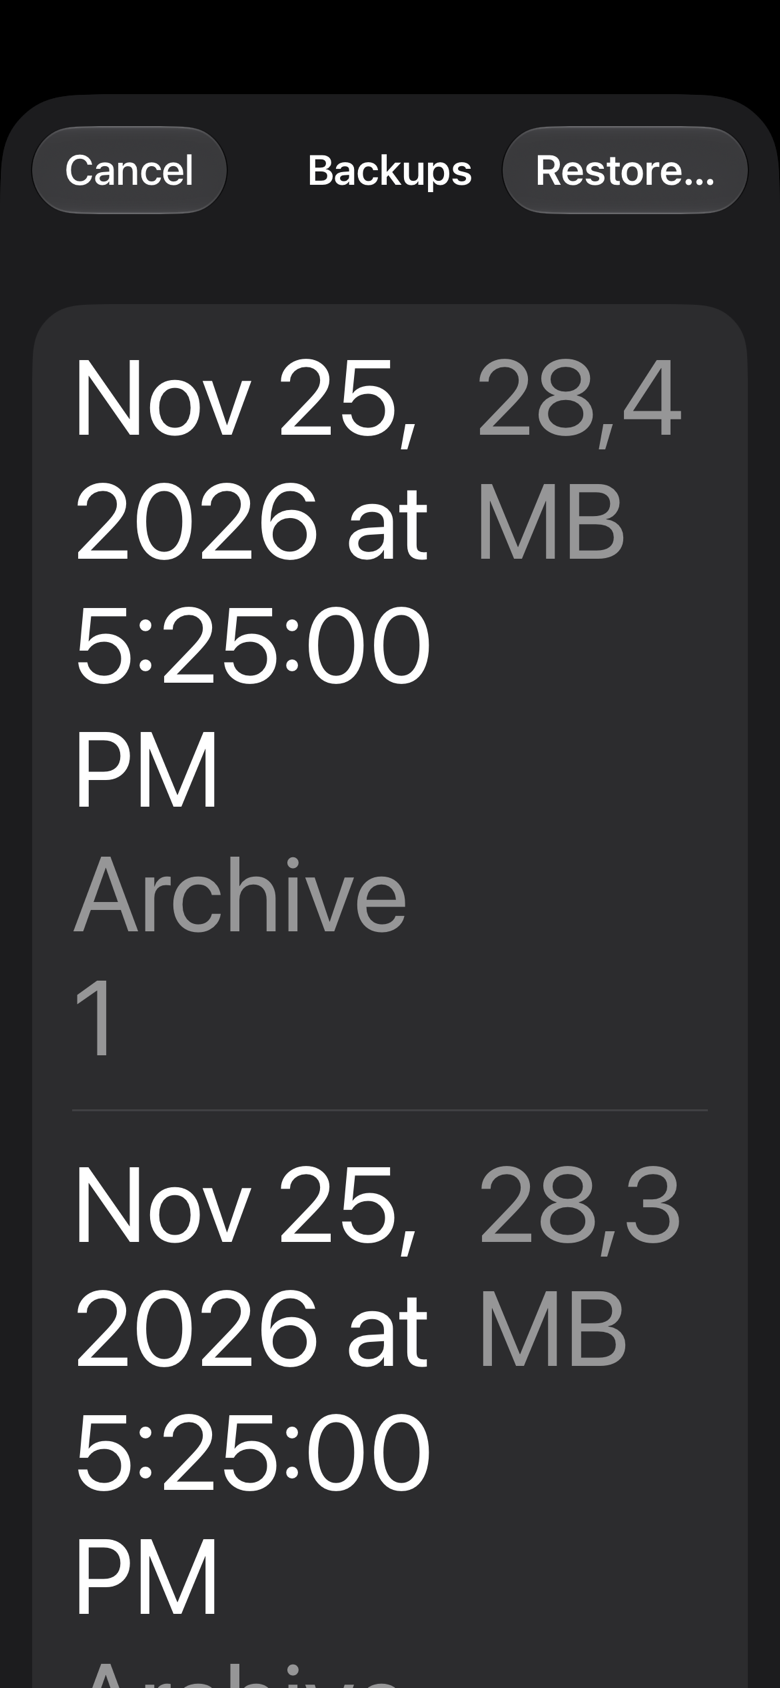 Cancel
Backups
Restore...
Nov 25,
2026 at
5:25:00
PM
28,4
MB
Archive
1
Nov 25,
2026 at
5:25:00
PM
28,3
MB
Archive